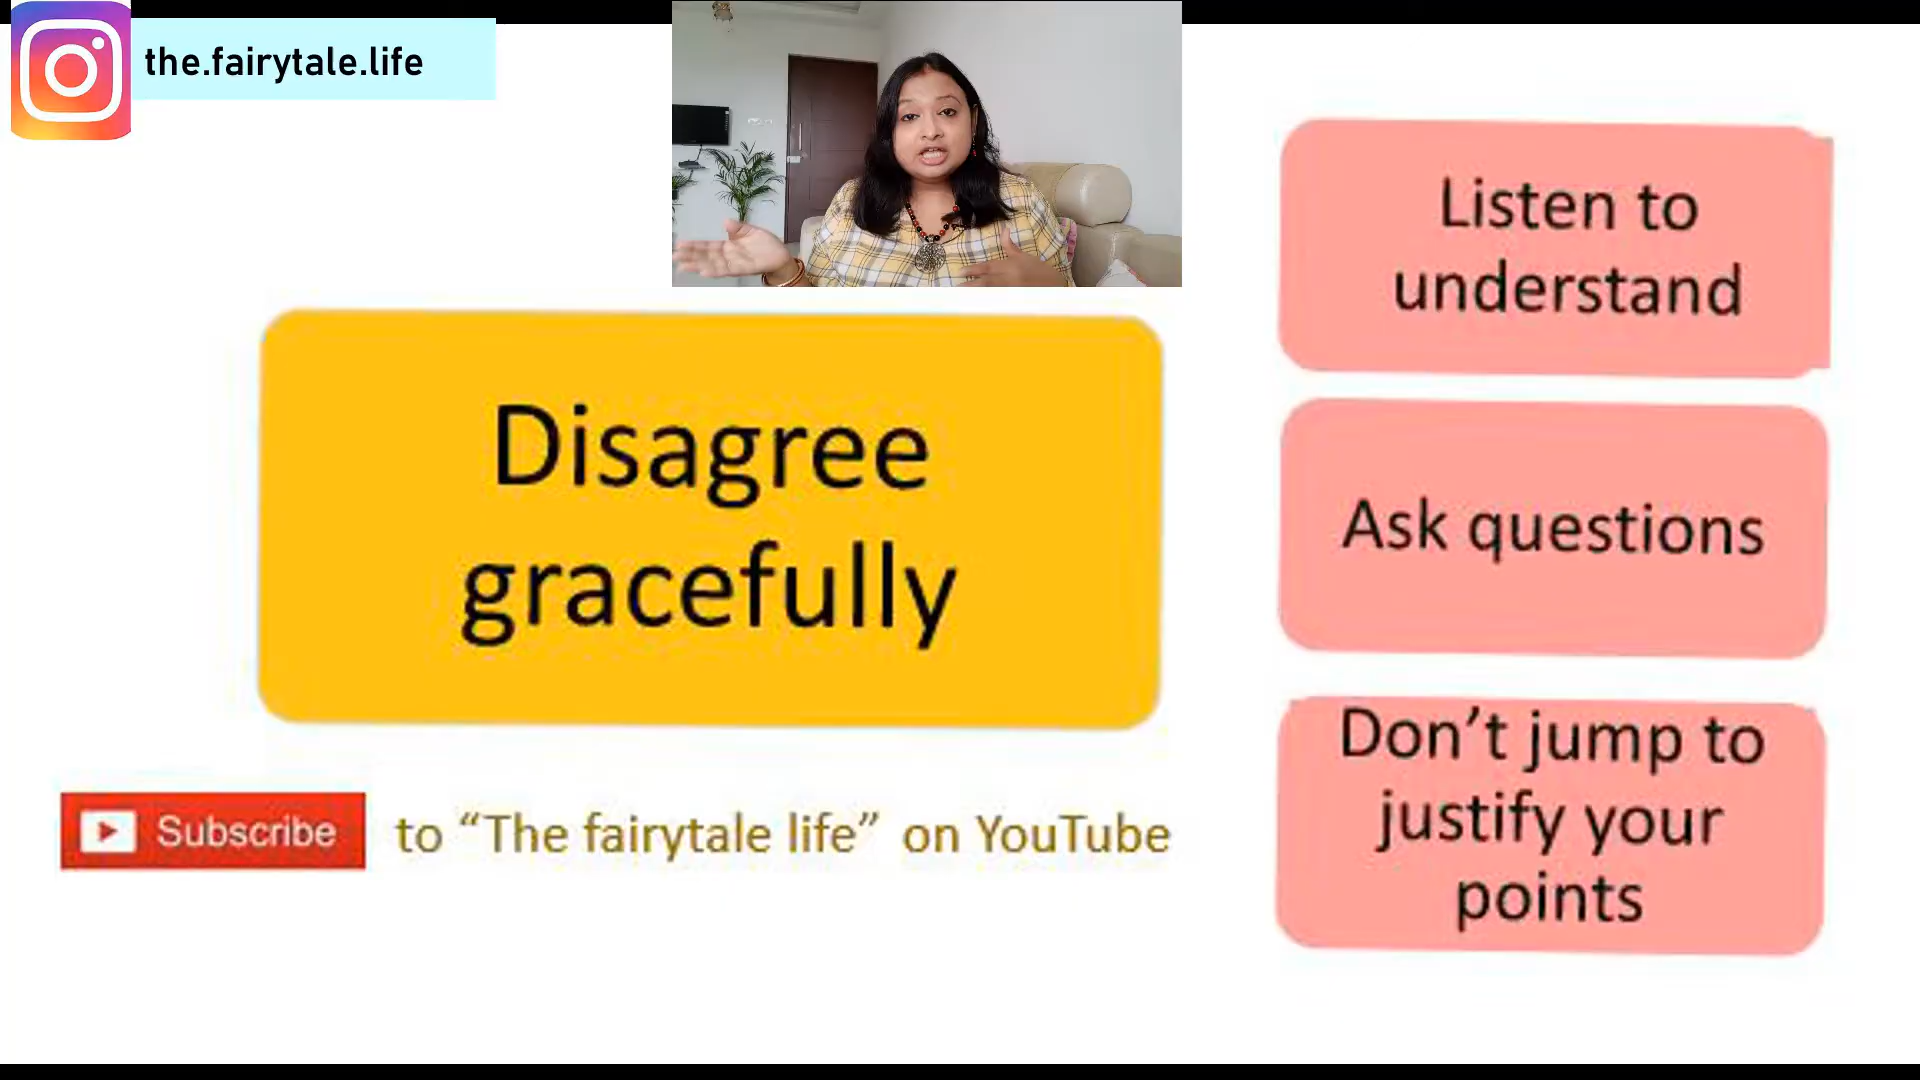 the.fairytale.life
Disagree
gracefully
Subscribe to “The fairytale life” on YouTube
Listen to
understand
Ask questions
Don’t jump to
justify your
points